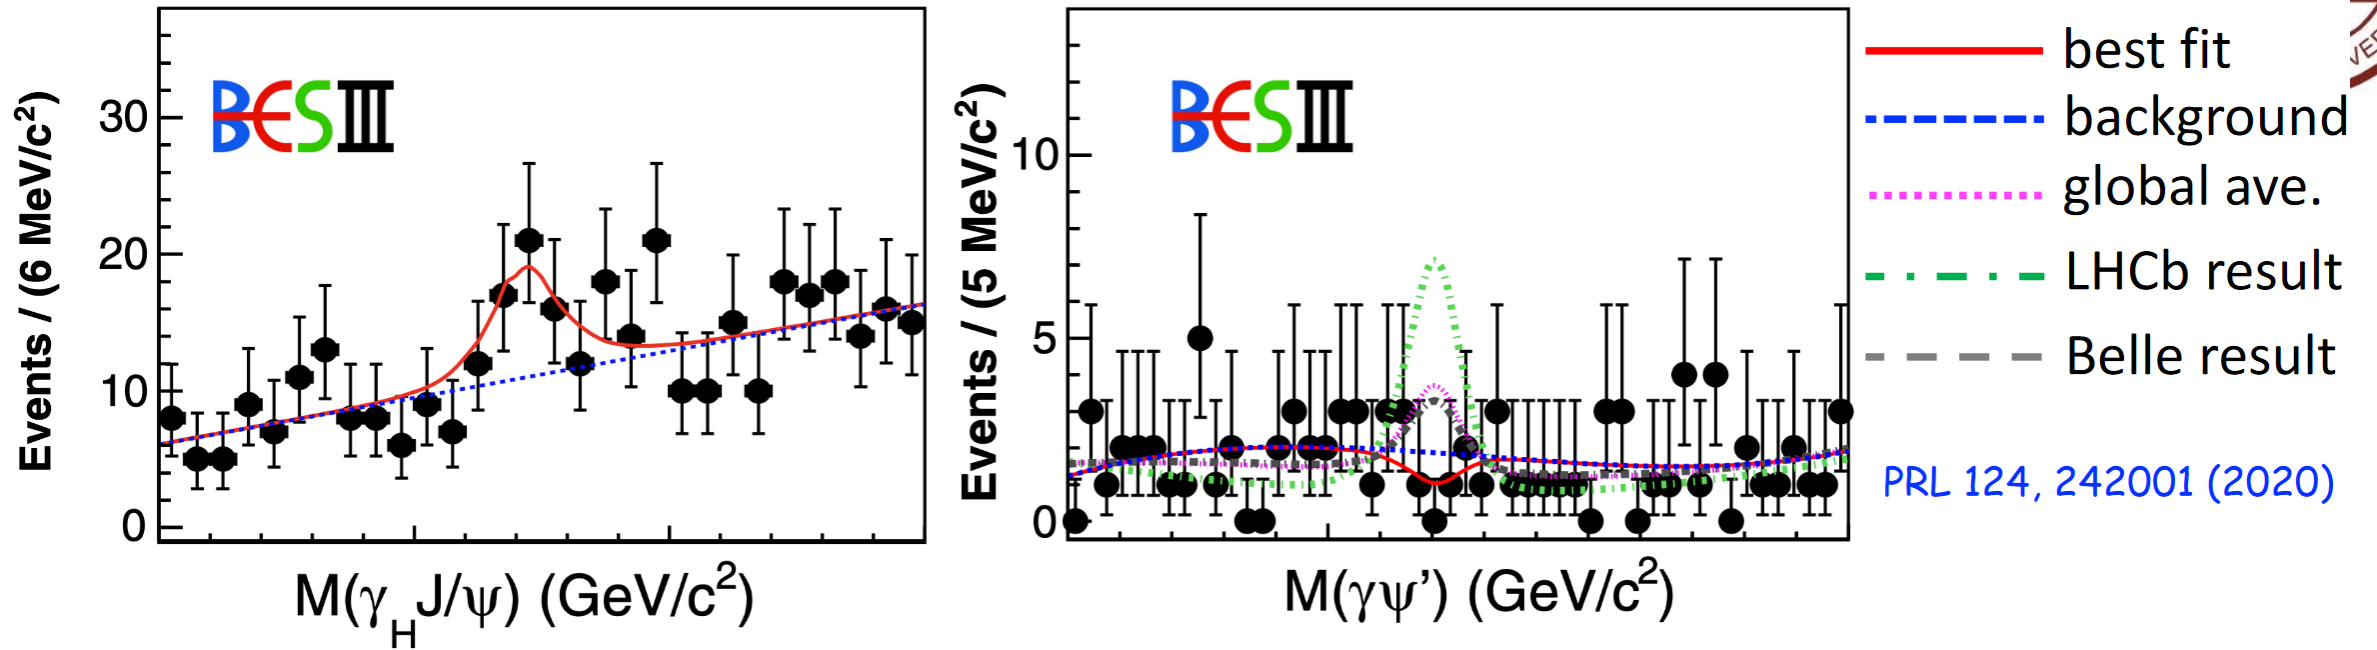 Events / (6 MeV/c²)
30
20
10
0
BESIII
M(γ_H J/ψ) (GeV/c²)
Events / (5 MeV/c²)
10
5
0
BESIII
M(γψ’) (GeV/c²)
best fit
background
global ave.
LHCb result
Belle result
PRL 124, 242001 (2020)